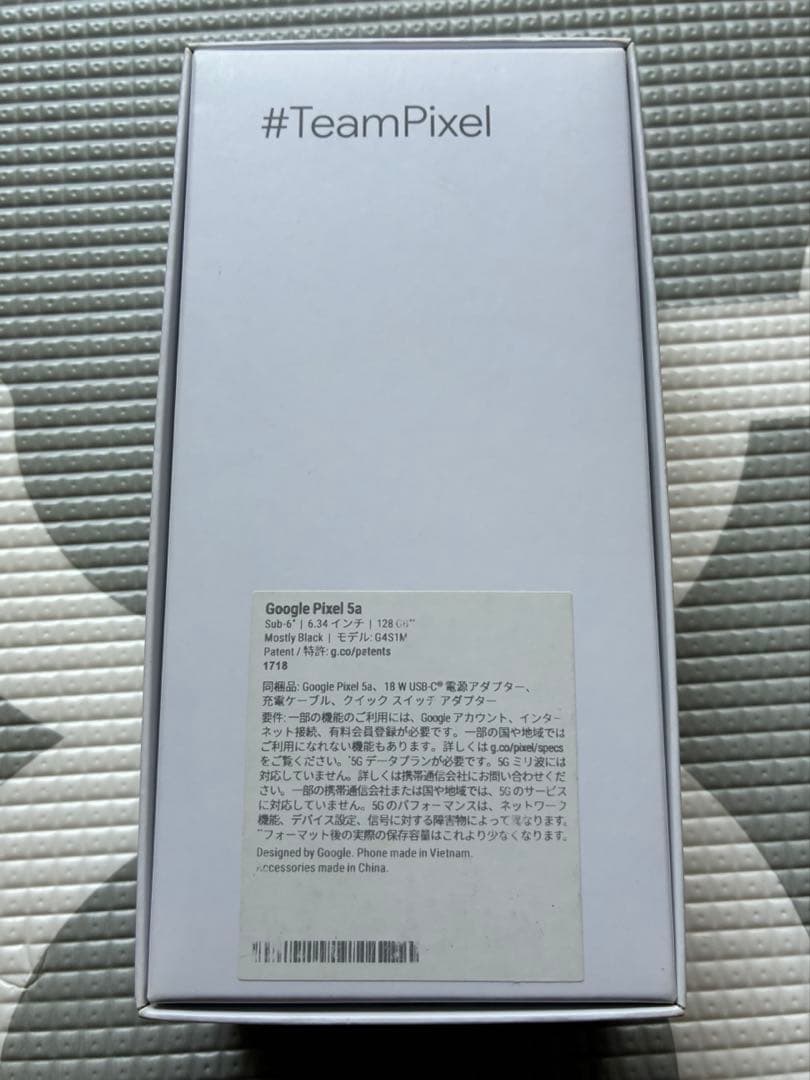 #TeamPixel
Google Pixel 5a
Sub-6* | 6.34 インチ | 128 GB**
Mostly Black | モデル: G4S1M
Patent / 特許: g.co/patents
1718
同梱品: Google Pixel 5a、18 W USB-C® 電源アダプター、
充電ケーブル、クイック スイッチ アダプター
要件: 一部の機能のご利用には、Google アカウント、インター
ネット接続、有料会員登録が必要です。一部の国や地域では
ご利用になれない機能もあります。詳しくは g.co/pixel/specs
をご覧ください。*5G データプランが必要です。5G ミリ波には
対応していません。詳しくは携帯通信会社にお問い合わせくだ
さい。一部の携帯通信会社または国や地域では、5G のサービス
に対応していません。5G のパフォーマンスは、ネットワーク
機能、デバイス設定、信号に対する障害物によって異なります。
**フォーマット後の実際の保存容量はこれより少なくなります。
Designed by Google. Phone made in Vietnam.
Accessories made in China.